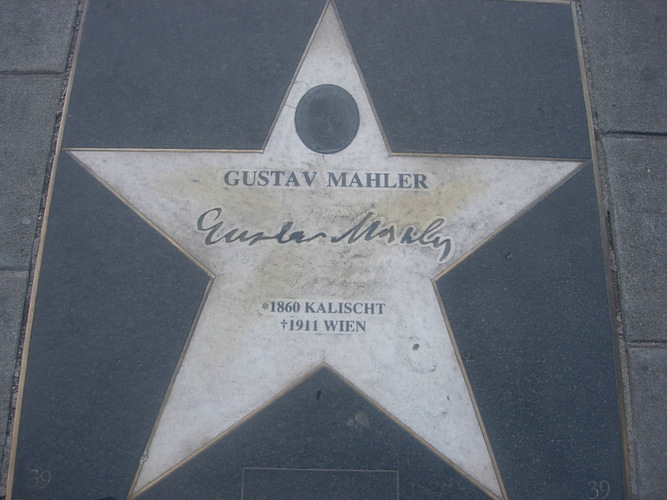 GUSTAV MAHLER
Gustav Mahler
*1860 KALISCHT
†1911 WIEN
39
39